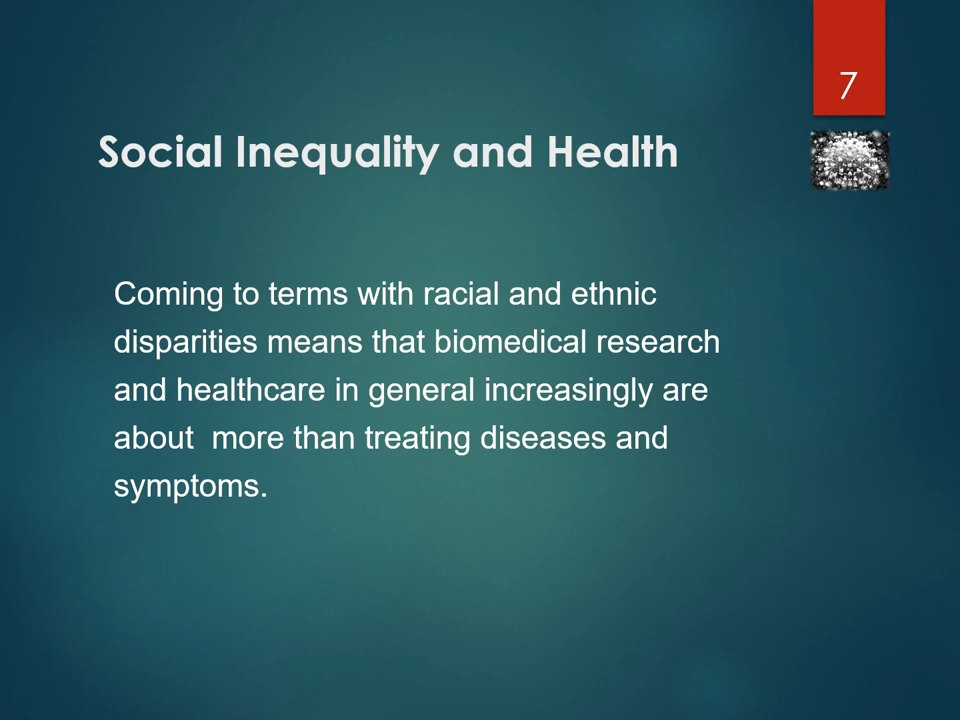 7
Social Inequality and Health
Coming to terms with racial and ethnic
disparities means that biomedical research
and healthcare in general increasingly are
about  more than treating diseases and
symptoms.